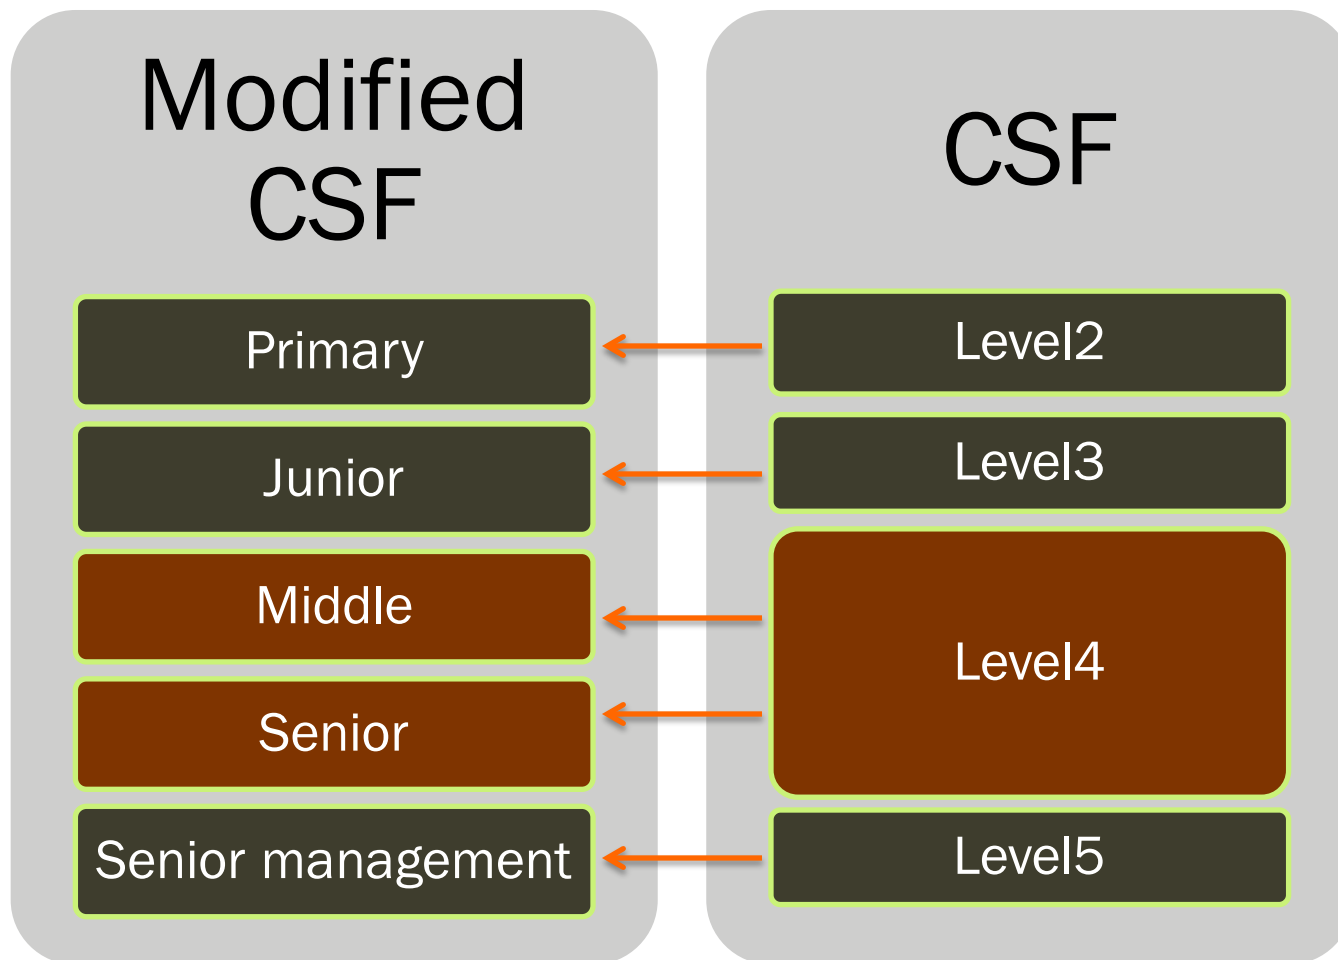 Modified
CSF
Primary
Junior
Middle
Senior
Senior management
CSF
Level2
Level3
Level4
Level5